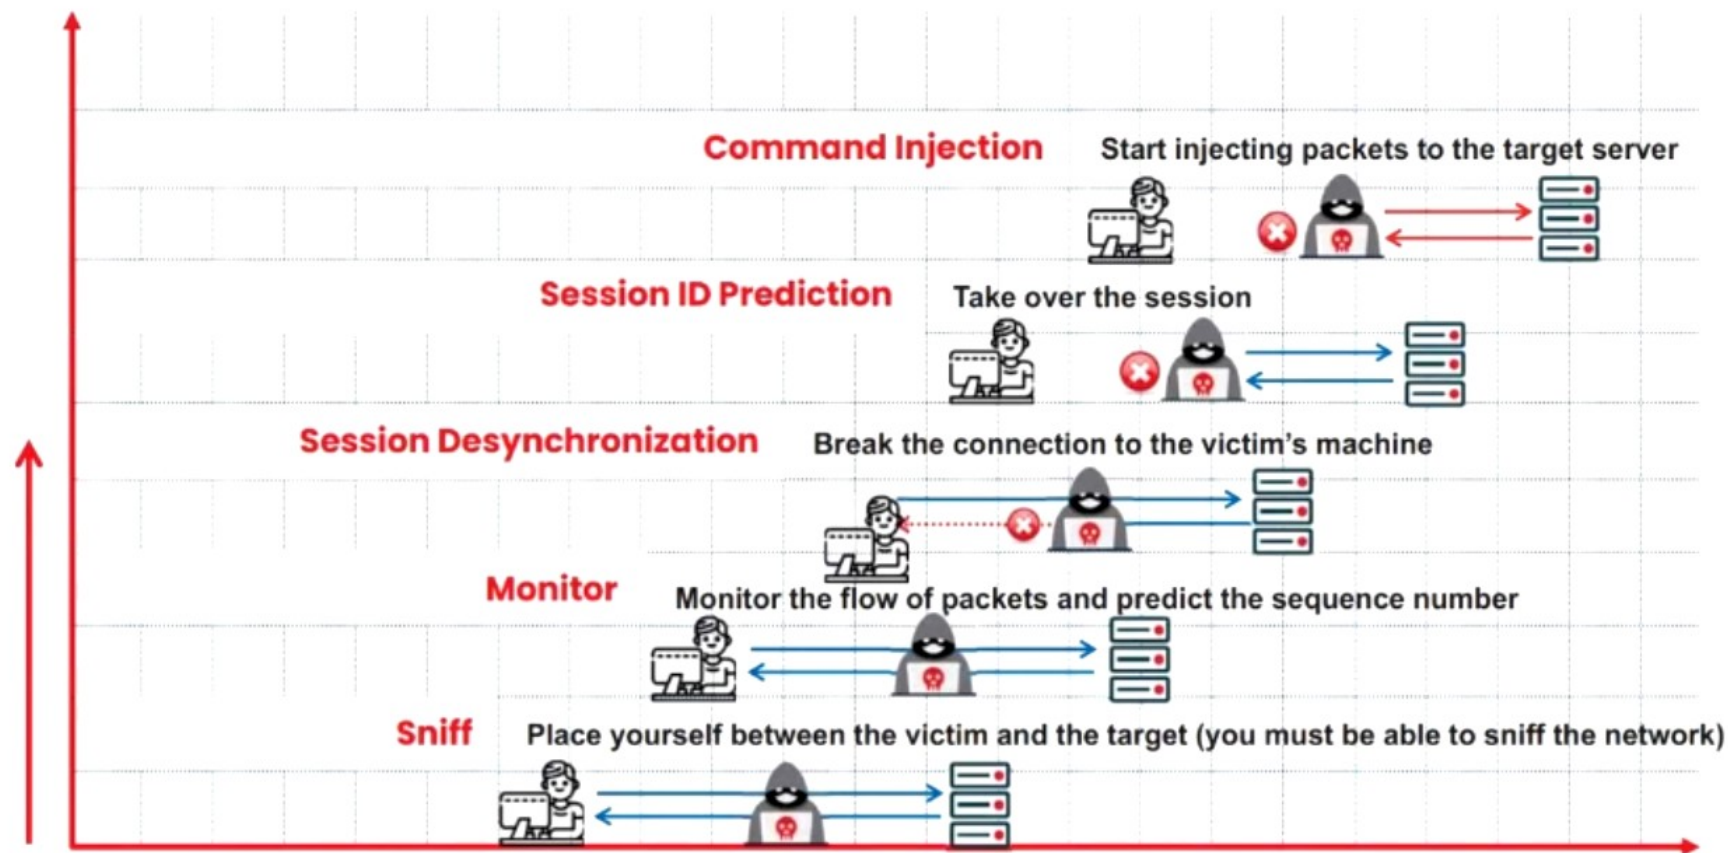 Command Injection Start injecting packets to the target server
Session ID Prediction Take over the session
Session Desynchronization Break the connection to the victim's machine
Monitor Monitor the flow of packets and predict the sequence number
Sniff Place yourself between the victim and the target (you must be able to sniff the network)